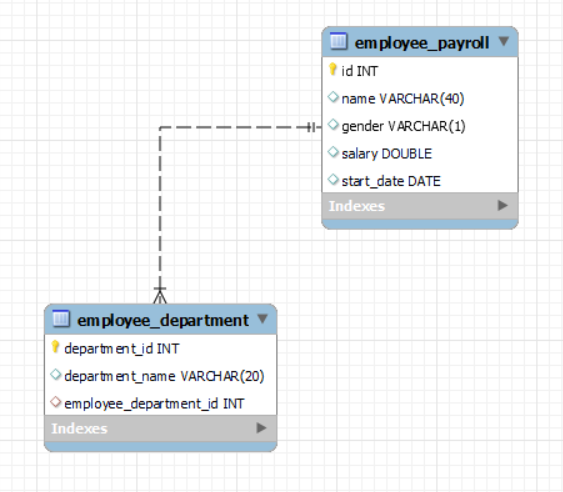 employee_payroll
id INT
name VARCHAR(40)
gender VARCHAR(1)
salary DOUBLE
start_date DATE
Indexes
employee_department
department_id INT
department_name VARCHAR(20)
employee_department_id INT
Indexes